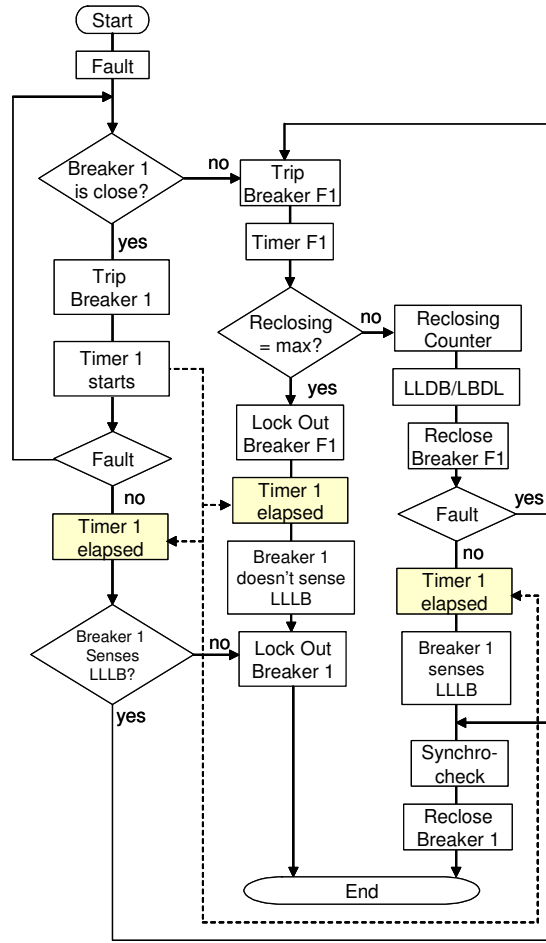 Start
Fault
Breaker 1
is close?
no
yes
Trip
Breaker 1
Timer 1
starts
Fault
no
Timer 1
elapsed
Breaker 1
Senses
LLLB?
no
yes
Trip
Breaker F1
Timer F1
Reclosing
= max?
no
yes
Lock Out
Breaker F1
Timer 1
elapsed
Breaker 1
doesn't sense
LLLB
Lock Out
Breaker 1
Reclosing
Counter
LLDB/LBDL
Reclose
Breaker F1
Fault
yes
no
Timer 1
elapsed
Breaker 1
senses
LLLB
Synchro-
check
Reclose
Breaker 1
End